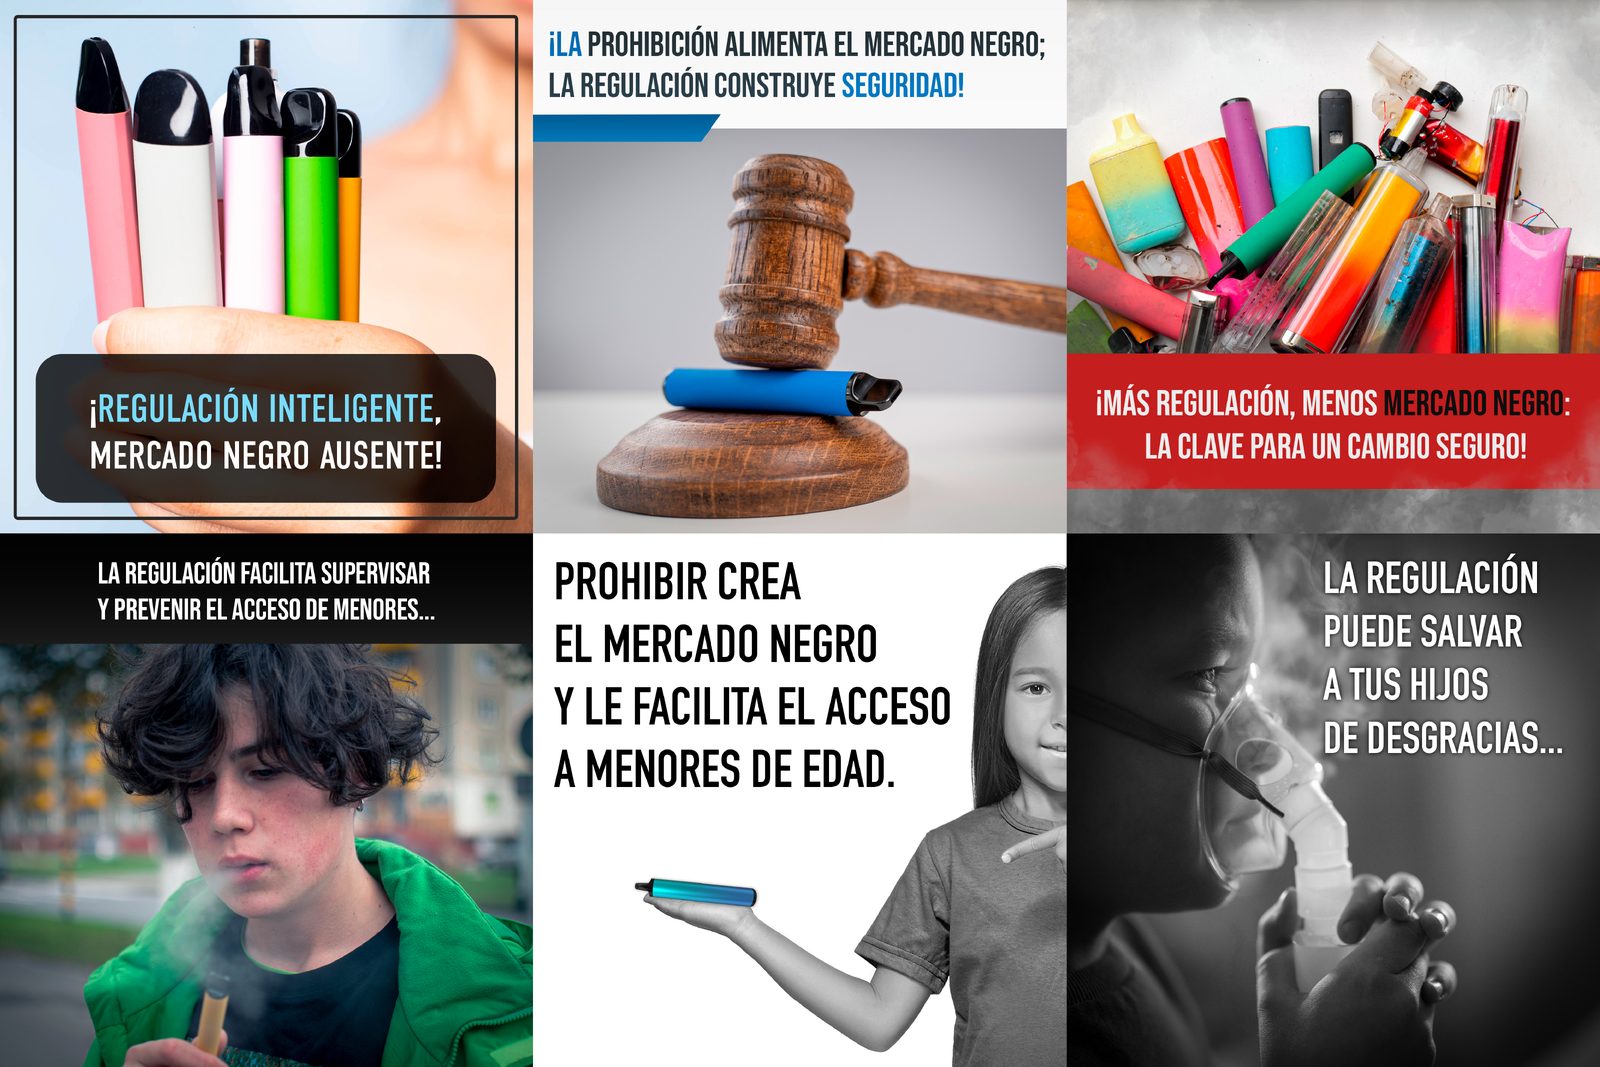 ¡REGULACIÓN INTELIGENTE,
MERCADO NEGRO AUSENTE!
¡LA PROHIBICIÓN ALIMENTA EL MERCADO NEGRO;
LA REGULACIÓN CONSTRUYE SEGURIDAD!
¡MÁS REGULACIÓN, MENOS MERCADO NEGRO:
LA CLAVE PARA UN CAMBIO SEGURO!
LA REGULACIÓN FACILITA SUPERVISAR
Y PREVENIR EL ACCESO DE MENORES...
PROHIBIR CREA
EL MERCADO NEGRO
Y LE FACILITA EL ACCESO
A MENORES DE EDAD.
LA REGULACIÓN
PUEDE SALVAR
A TUS HIJOS
DE DESGRACIAS...